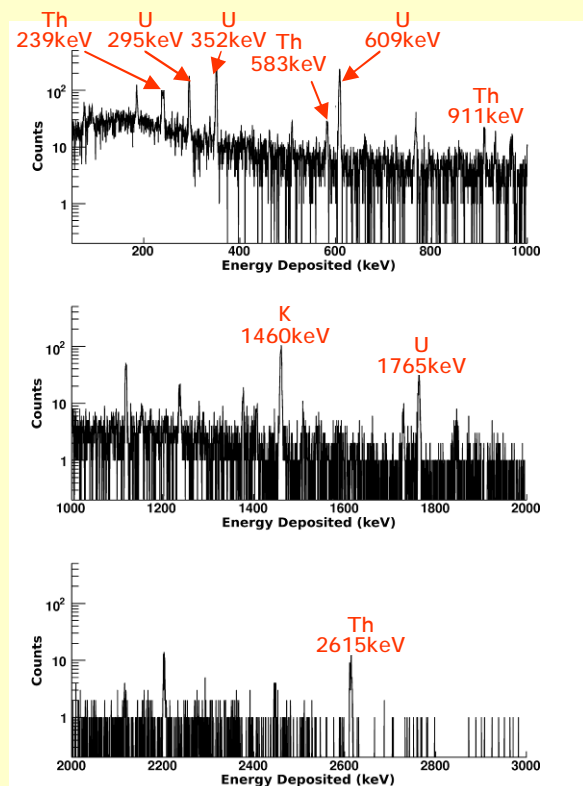 Th
239keV
U
295keV
U
352keV
Th
583keV
U
609keV
Th
911keV
Counts
10²
10
1
200
400
600
800
1000
Energy Deposited (keV)
K
1460keV
U
1765keV
Counts
10²
10
1
1000
1200
1400
1600
1800
2000
Energy Deposited (keV)
Th
2615keV
Counts
10²
10
1
2000
2200
2400
2600
2800
3000
Energy Deposited (keV)